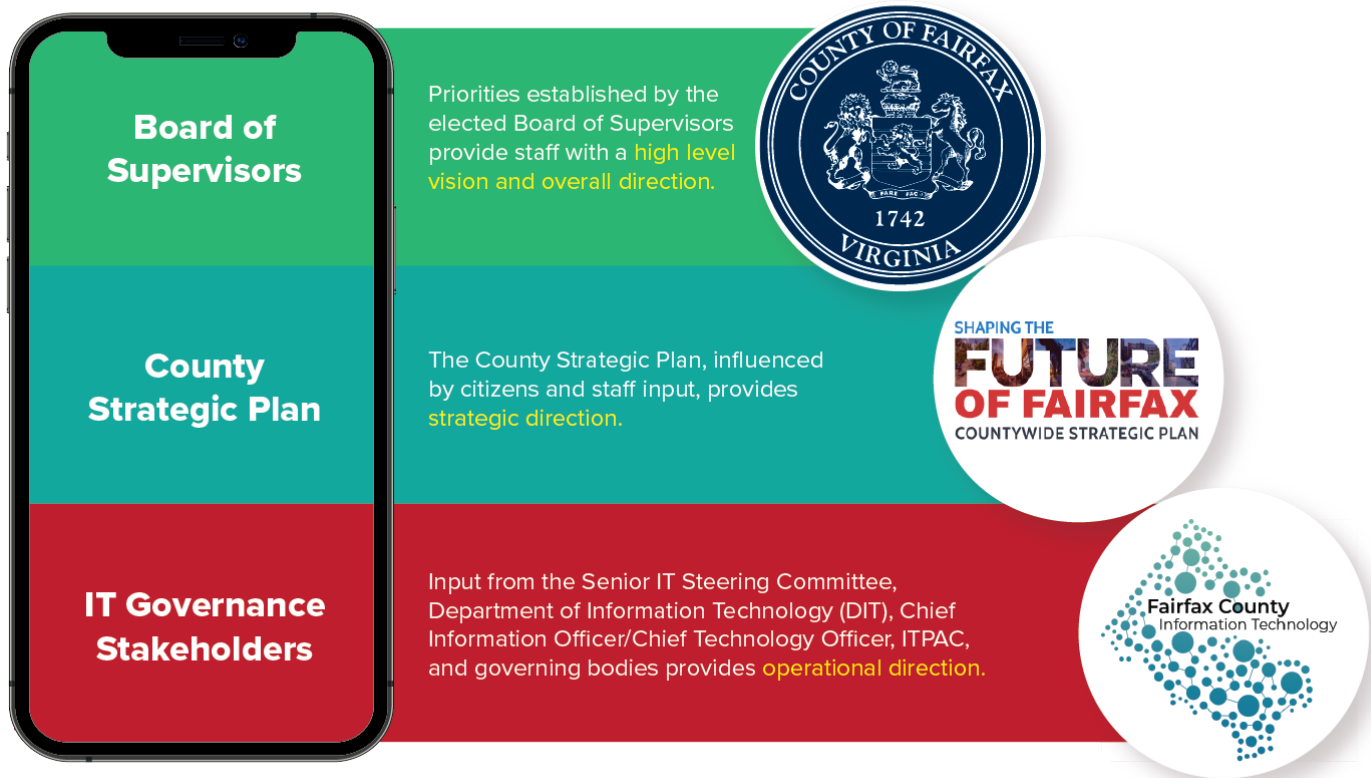 Board of
Supervisors
Priorities established by the
elected Board of Supervisors
provide staff with a high level
vision and overall direction.
COUNTY OF FAIRFAX
1742
VIRGINIA
County
Strategic Plan
The County Strategic Plan, influenced
by citizens and staff input, provides
strategic direction.
SHAPING THE
FUTURE
OF FAIRFAX
COUNTYWIDE STRATEGIC PLAN
IT Governance
Stakeholders
Input from the Senior IT Steering Committee,
Department of Information Technology (DIT), Chief
Information Officer/Chief Technology Officer, ITPAC,
and governing bodies provides operational direction.
Fairfax County
Information Technology